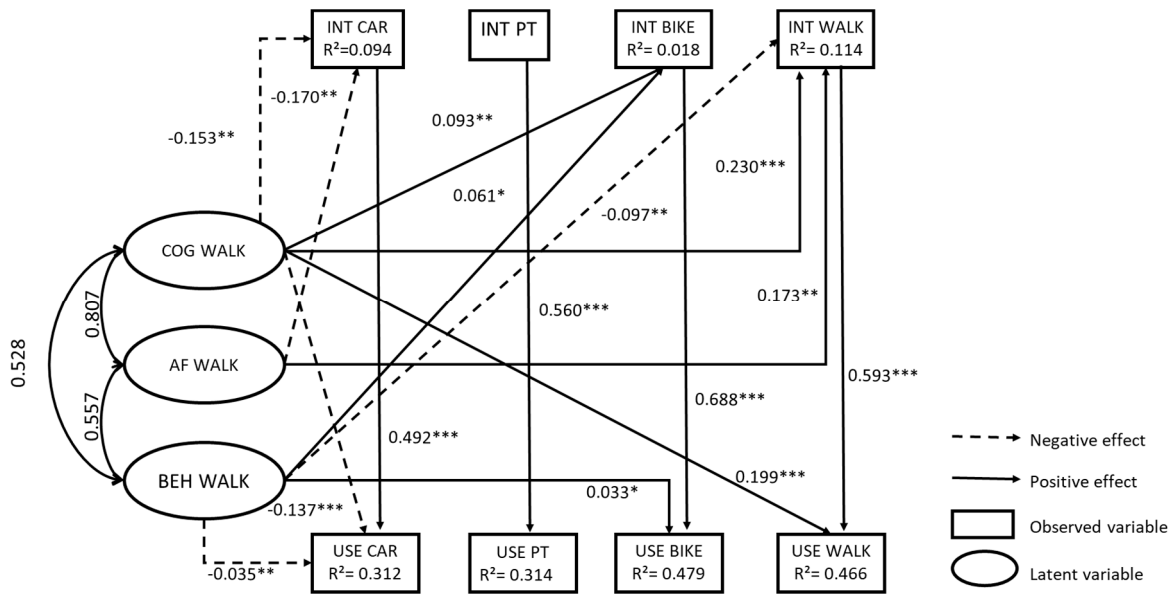 INT CAR
R²=0.094
INT PT
INT BIKE
R²= 0.018
INT WALK
R²= 0.114
-0.170**
-0.153**
0.093**
0.230***
0.061*
-0.097**
COG WALK
0.807
0.173**
0.560***
0.528
AF WALK
0.593***
0.557
0.688***
0.492***
BEH WALK
0.199***
0.033*
-0.137***
-0.035**
USE CAR
R²= 0.312
USE PT
R²= 0.314
USE BIKE
R²= 0.479
USE WALK
R²= 0.466
Negative effect
Positive effect
Observed variable
Latent variable